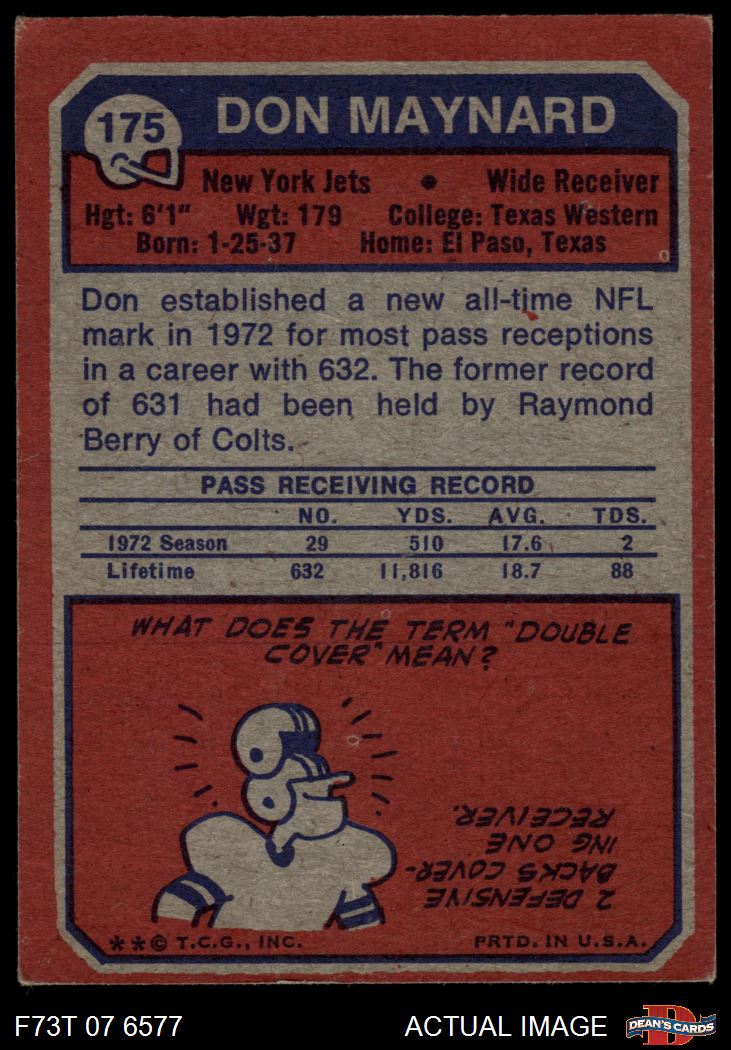 175
DON MAYNARD
New York Jets • Wide Receiver
Hgt: 6'1" Wgt: 179 College: Texas Western
Born: 1-25-37 Home: El Paso, Texas
Don established a new all-time NFL
mark in 1972 for most pass receptions
in a career with 632. The former record
of 631 had been held by Raymond
Berry of Colts.
PASS RECEIVING RECORD
NO. YDS. AVG. TDS.
1972 Season 29 510 17.6 2
Lifetime 632 11,816 18.7 88
WHAT DOES THE TERM "DOUBLE
COVER" MEAN?
2 DEFENSIVE
BACKS COVER-
ING ONE
RECEIVER.
**© T.C.G., INC. PRTD. IN U.S.A.
F73T 07 6577 ACTUAL IMAGE
D
DEAN'S CARDS